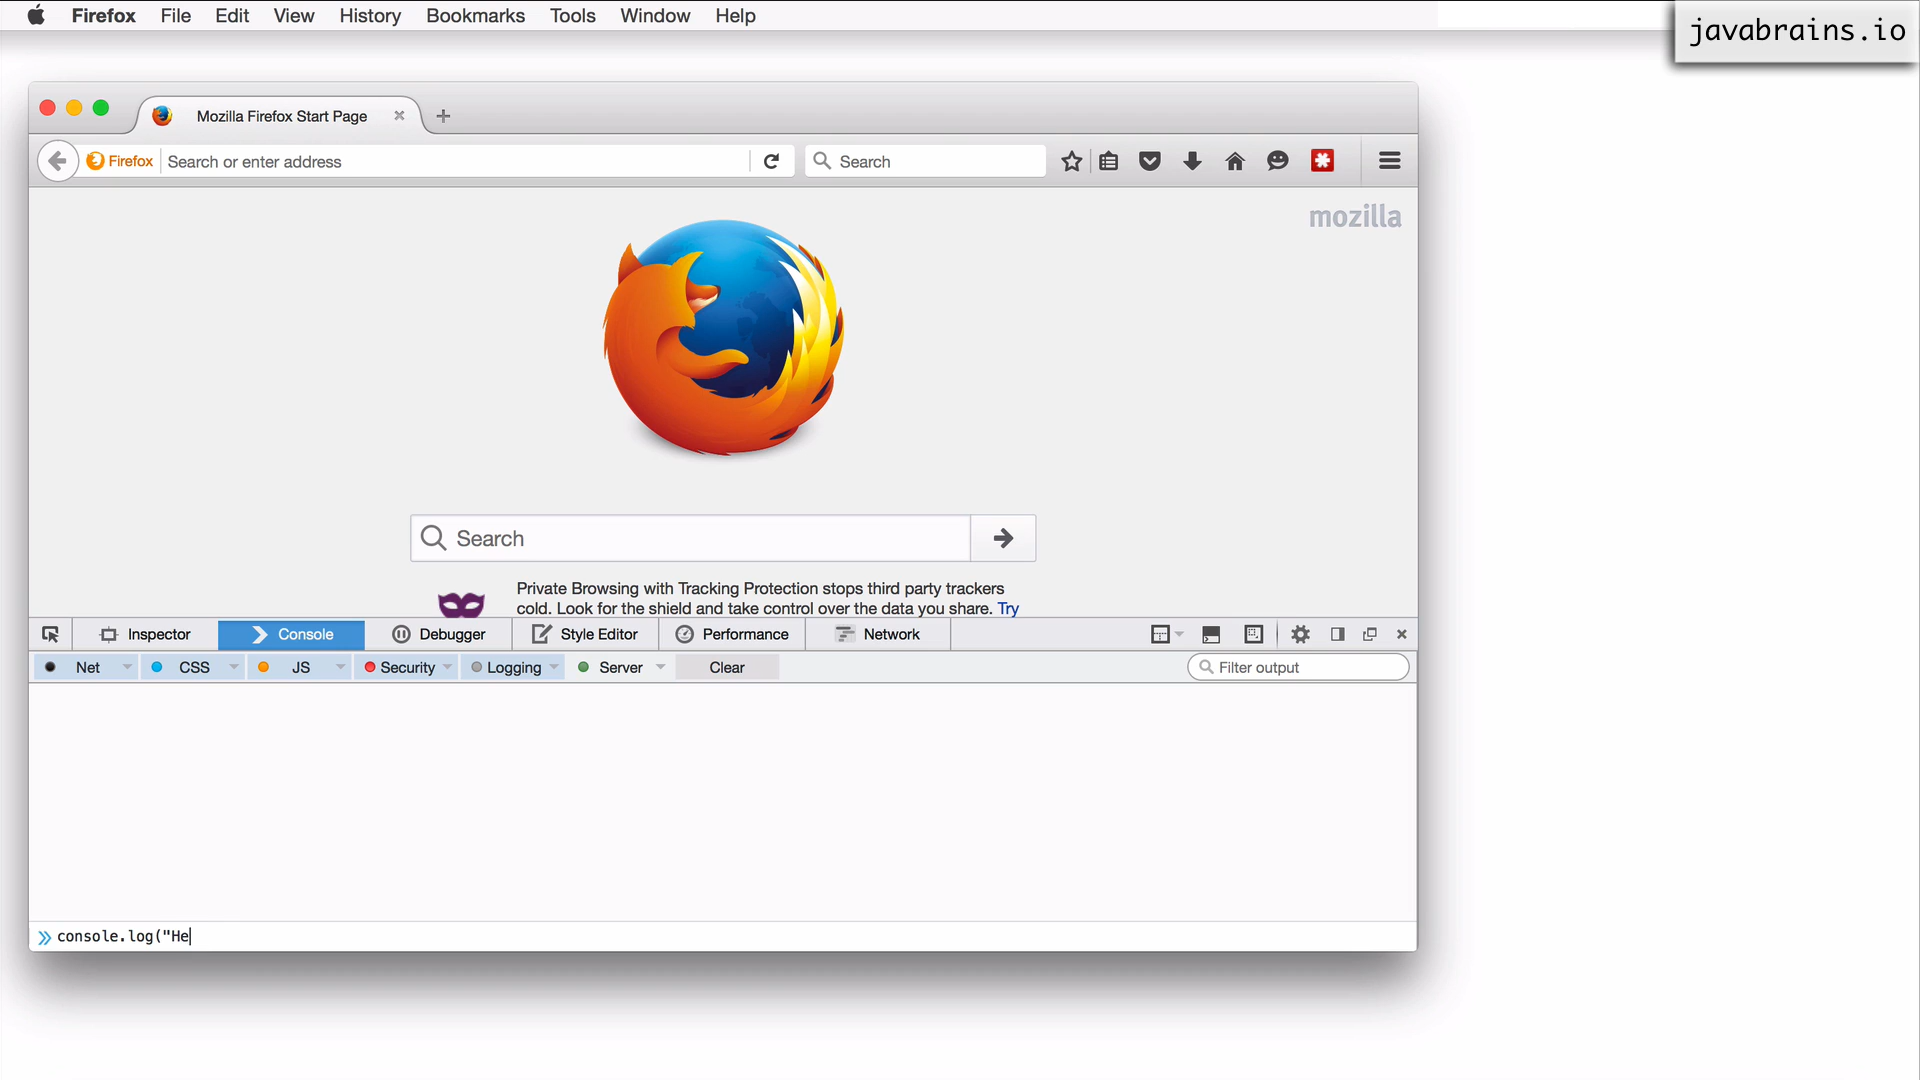 Firefox File Edit View History Bookmarks Tools Window Help
javabrains.io
Mozilla Firefox Start Page
Firefox Search or enter address
Search
mozilla
Search
Private Browsing with Tracking Protection stops third party trackers
cold. Look for the shield and take control over the data you share. Try
Inspector Console Debugger Style Editor Performance Network
Net CSS JS Security Logging Server Clear Filter output
console.log("He